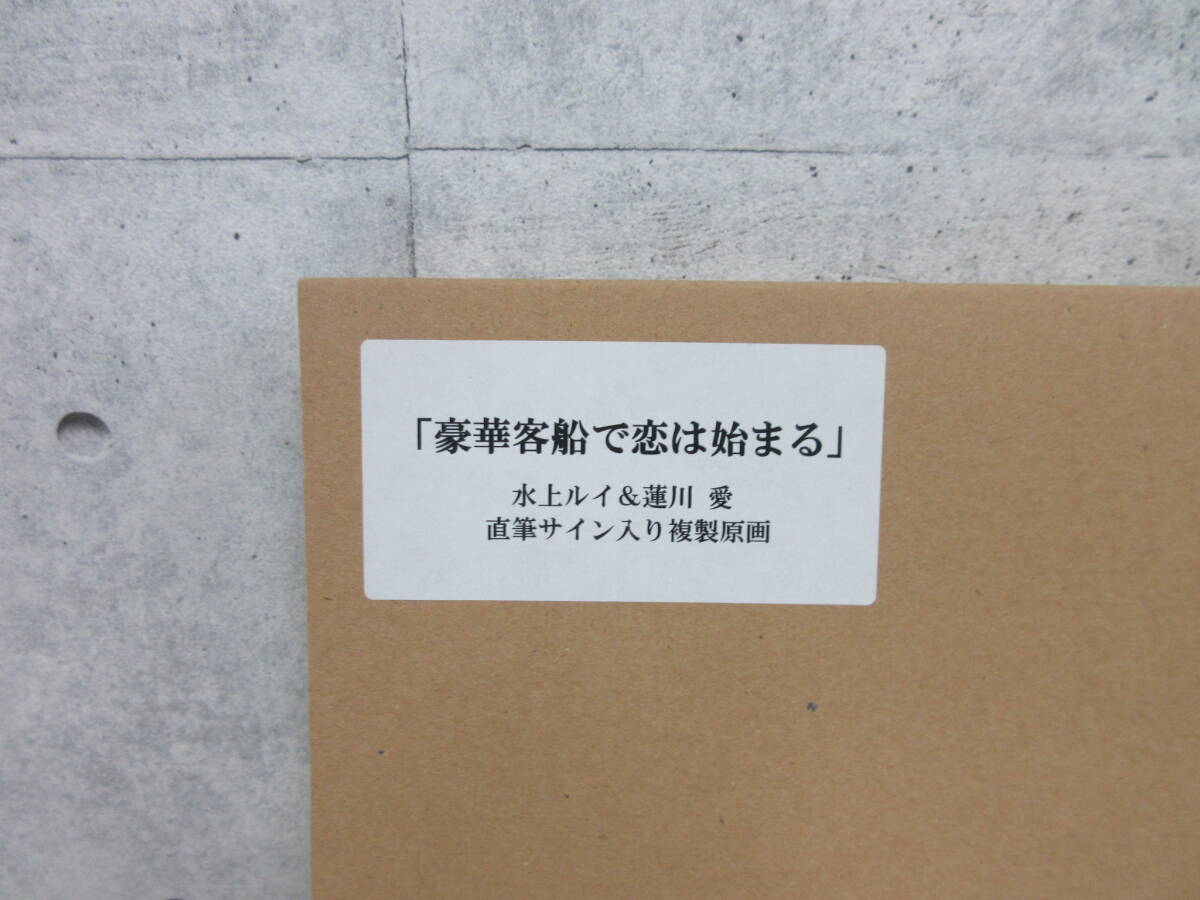 「豪華客船で恋は始まる」
水上ルイ&蓮川 愛
直筆サイン入り複製原画